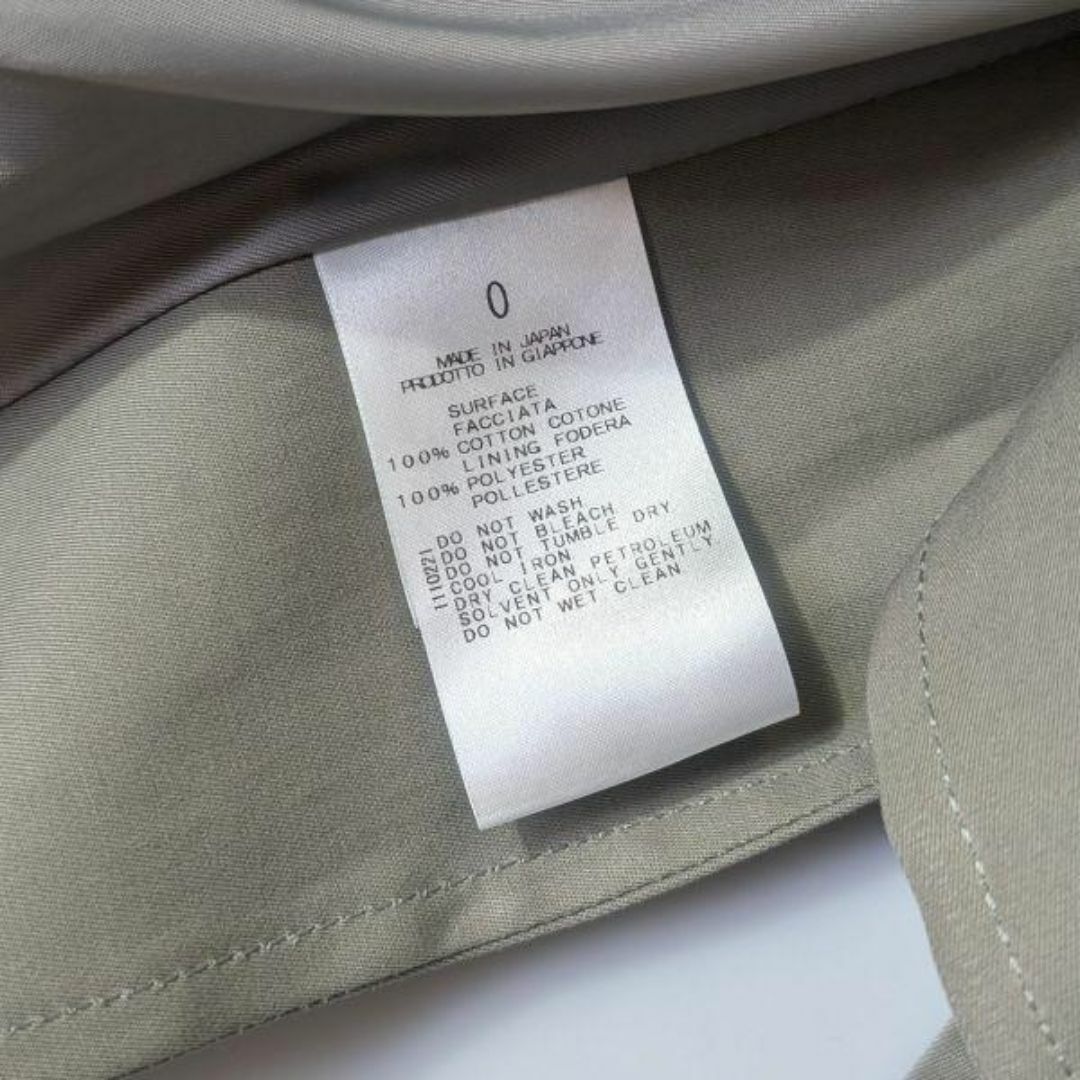 0
MADE IN JAPAN
PRODOTTO IN GIAPPONE
SURFACE
FACCIATA
100% COTTON COTONE
LINING FODERA
100% POLYESTER
POLLESTERE
DO NOT WASH
DO NOT BLEACH
DO NOT TUMBLE DRY.
COOL IRON
DRY CLEAN PETROLEUM
SOLVENT ONLY GENTLY.
DO NOT WET CLEAN
1110221